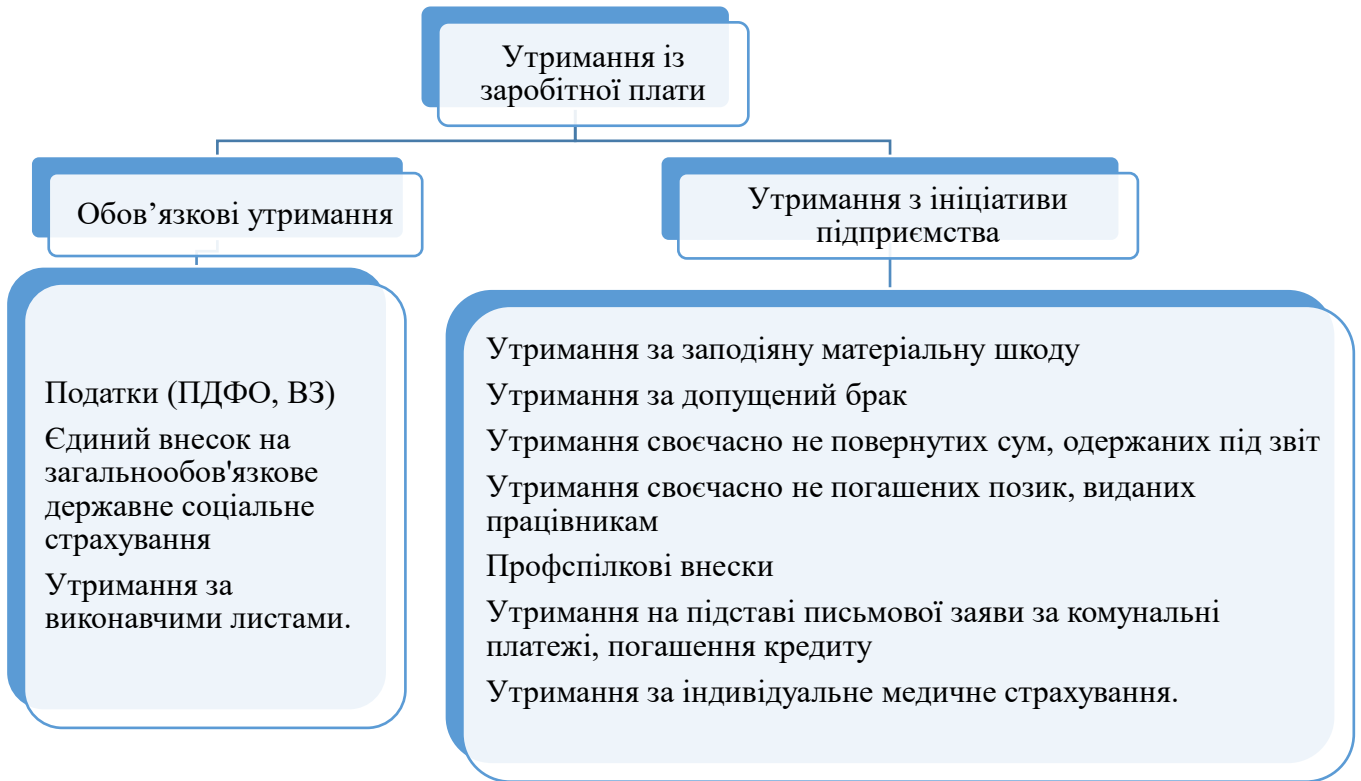 Утримання із
заробітної плати
Обов’язкові утримання
Утримання з ініціативи
підприємства
Податки (ПДФО, ВЗ)
Єдиний внесок на
загальнообов'язкове
державне соціальне
страхування
Утримання за
виконавчими листами.
Утримання за заподіяну матеріальну шкоду
Утримання за допущений брак
Утримання своєчасно не повернутих сум, одержаних під звіт
Утримання своєчасно не погашених позик, виданих
працівникам
Профспілкові внески
Утримання на підставі письмової заяви за комунальні
платежі, погашення кредиту
Утримання за індивідуальне медичне страхування.